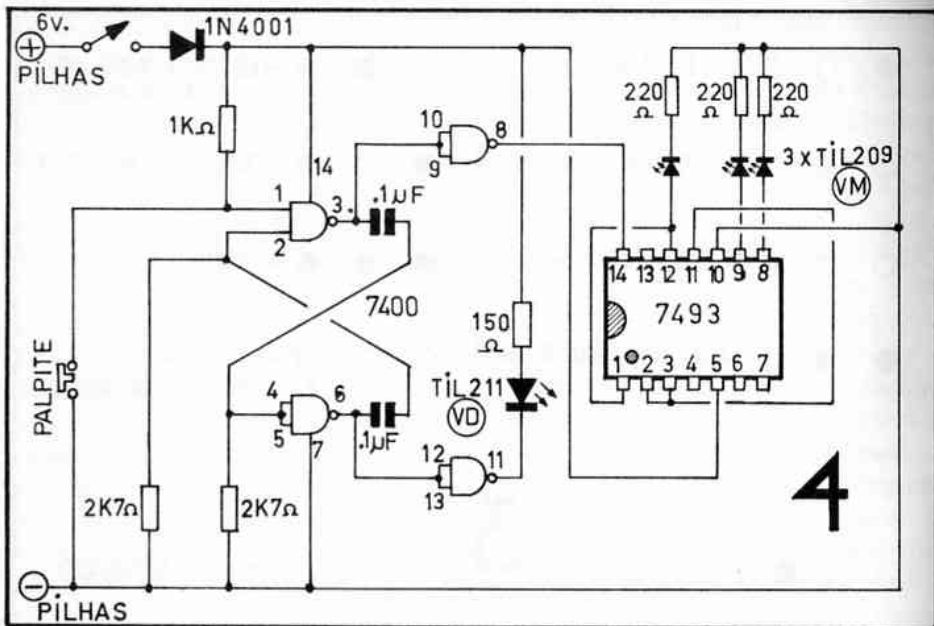 6V.
1N4001
PILHAS
1KΩ
14
1
2
3
.1µF
10
9
8
220
Ω
220
220
Ω
3xTiL209
VM
14 13 12 11 10 9 8
7493
1 2 3 4 5 6 7
7400
150
Ω
TiL211
VD
PALPITE
4
5
6
7
.1µF
12
13
11
2K7Ω
2K7Ω
4
PiLHAS